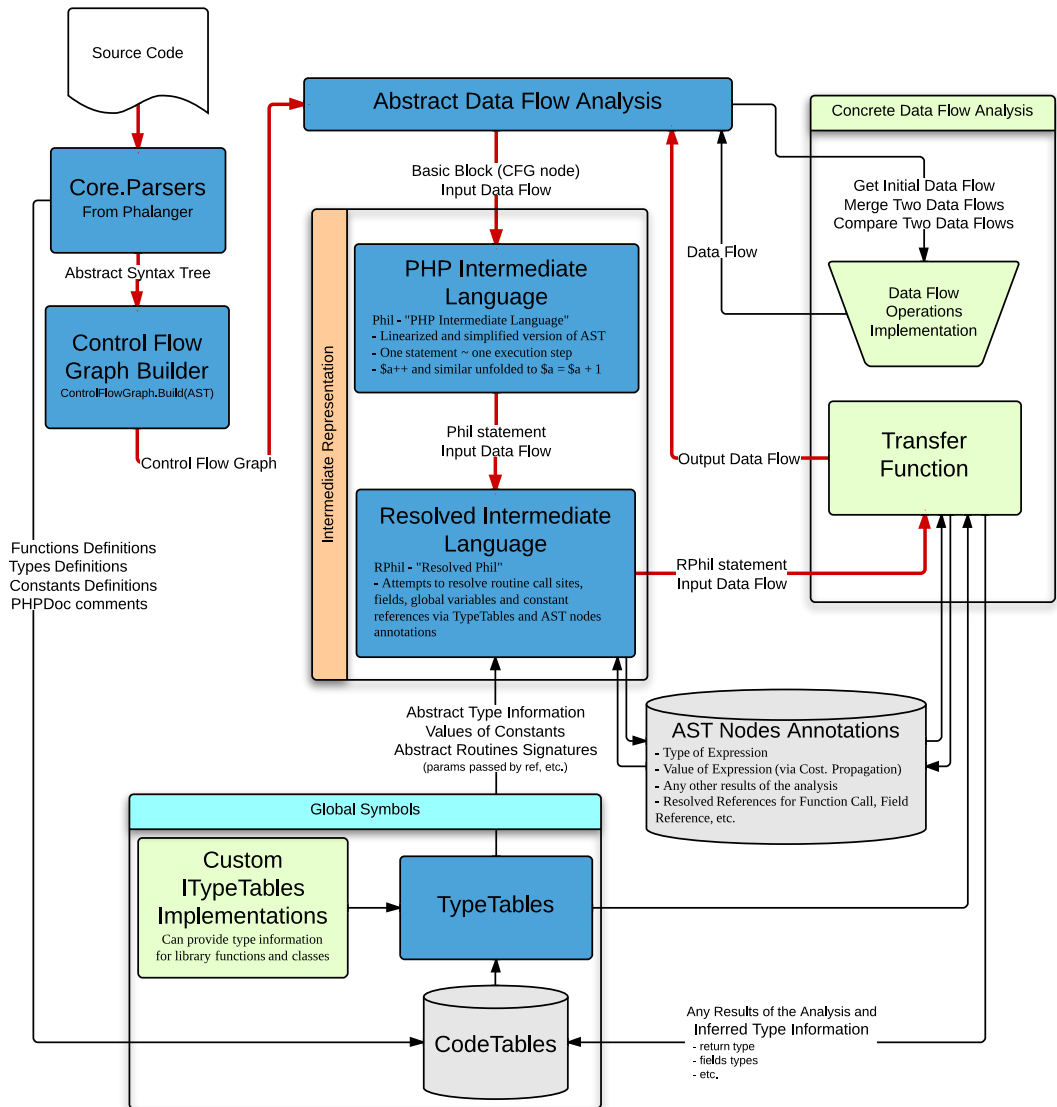 Source Code
Core.Parsers
From Phalanger
Abstract Syntax Tree
Control Flow
Graph Builder
ControlFlowGraph.Build(AST)
Control Flow Graph
Functions Definitions
Types Definitions
Constants Definitions
PHPDoc comments
Abstract Data Flow Analysis
Basic Block (CFG node)
Input Data Flow
Intermediate Representation
PHP Intermediate
Language
Phil - "PHP Intermediate Language"
- Linearized and simplified version of AST
- One statement ~ one execution step
- $a++ and similar unfolded to $a = $a + 1
Phil statement
Input Data Flow
Resolved Intermediate
Language
RPhil - "Resolved Phil"
- Attempts to resolve routine call sites,
fields, global variables and constant
references via TypeTables and AST nodes
annotations
Concrete Data Flow Analysis
Get Initial Data Flow
Merge Two Data Flows
Compare Two Data Flows
Data Flow
Data Flow
Operations
Implementation
Transfer
Function
Output Data Flow
RPhil statement
Input Data Flow
Abstract Type Information
Values of Constants
Abstract Routines Signatures
(params passed by ref, etc.)
AST Nodes Annotations
- Type of Expression
- Value of Expression (via Cost. Propagation)
- Any other results of the analysis
- Resolved References for Function Call, Field
Reference, etc.
Global Symbols
Custom
ITypeTables
Implementations
Can provide type information
for library functions and classes
TypeTables
CodeTables
Any Results of the Analysis and
Inferred Type Information
- return type
- fields types
- etc.